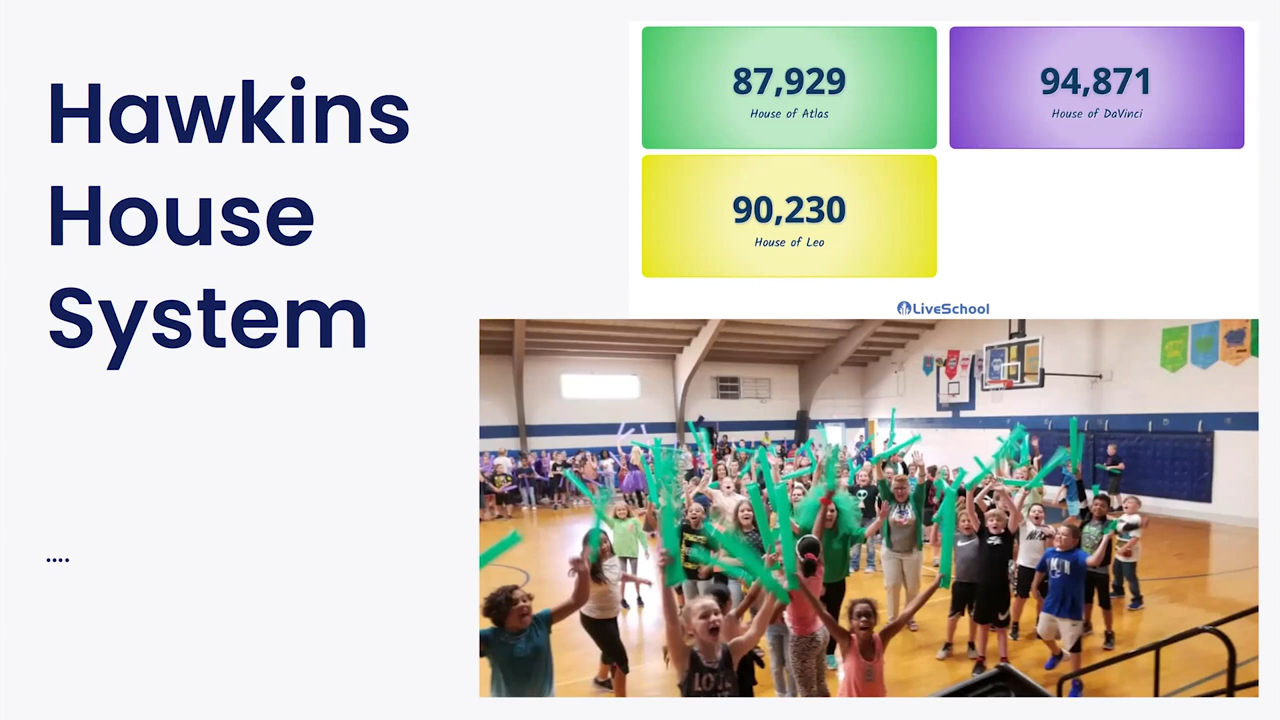 Hawkins
House
System
....
87,929
House of Atlas
94,871
House of DaVinci
90,230
House of Leo
LiveSchool
LOVE